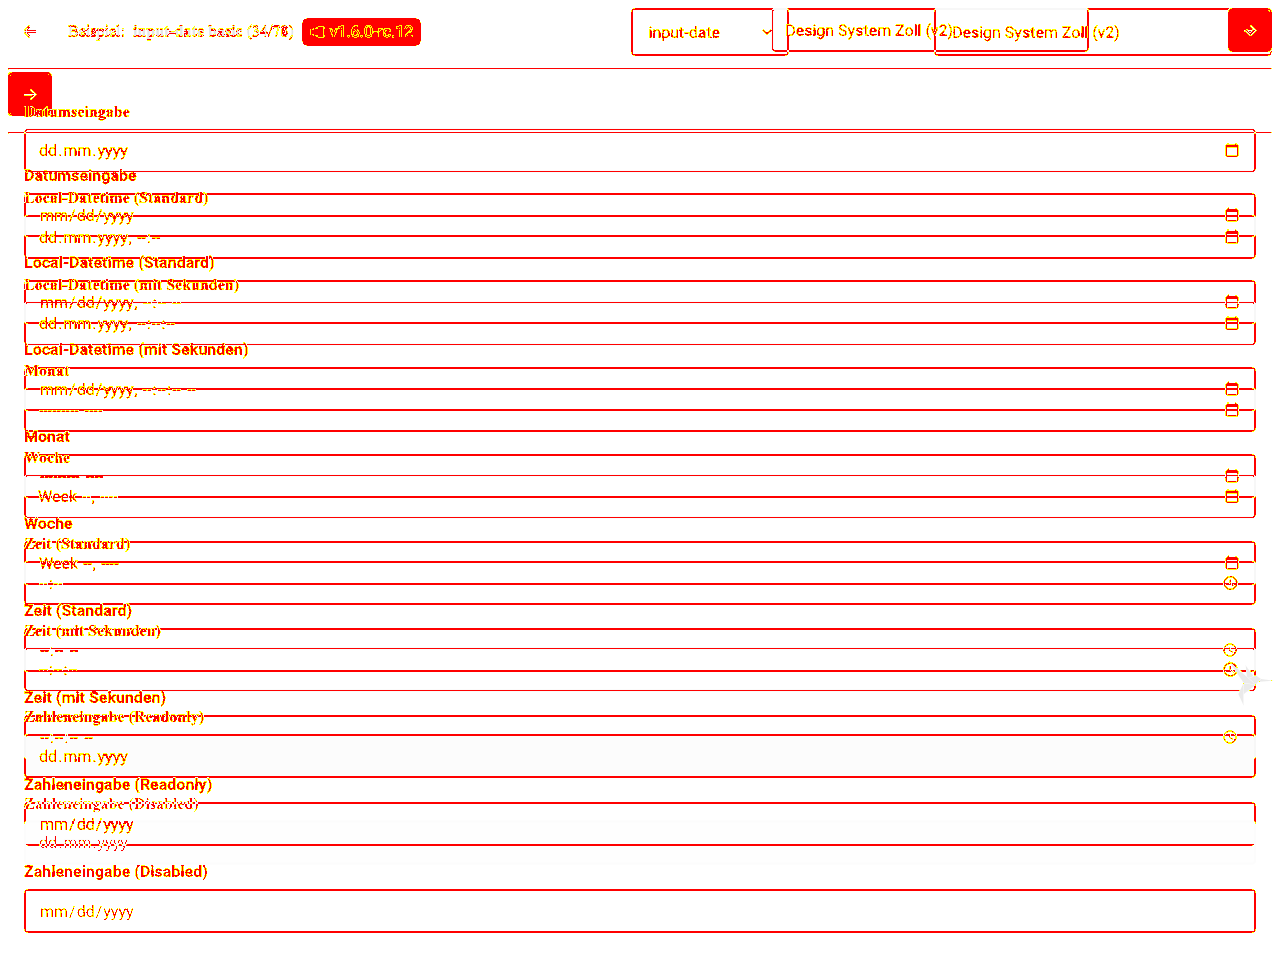 Beispiel: input-date basic (34/78) v1.6.0-rc.12 input-date Design System Zoll (v2) Design System Zoll (v2)
Datumseingabe
dd.mm.yyyy
Datumseingabe
Local-Datetime (Standard)
mm/dd/yyyy
dd.mm.yyyy, --:--
Local-Datetime (Standard)
Local-Datetime (mit Sekunden)
mm/dd/yyyy,
dd.mm.yyyy, --:--:--
Local-Datetime (mit Sekunden)
Monat
mm/dd/yyyy, --:--:-- --
--------- ----
Monat
Woche
--------- ----
Week --, ----
Woche
Zeit (Standard)
Week --, ----
--:--
Zeit (Standard)
Zeit (mit Sekunden)
--:-- --
--:--:--
Zeit (mit Sekunden)
Zahleneingabe (Readonly)
--:--:-- --
dd.mm.yyyy
Zahleneingabe (Readonly)
Zahleneingabe (Disabled)
mm/dd/yyyy
dd.mm.yyyy
Zahleneingabe (Disabled)
mm/dd/yyyy